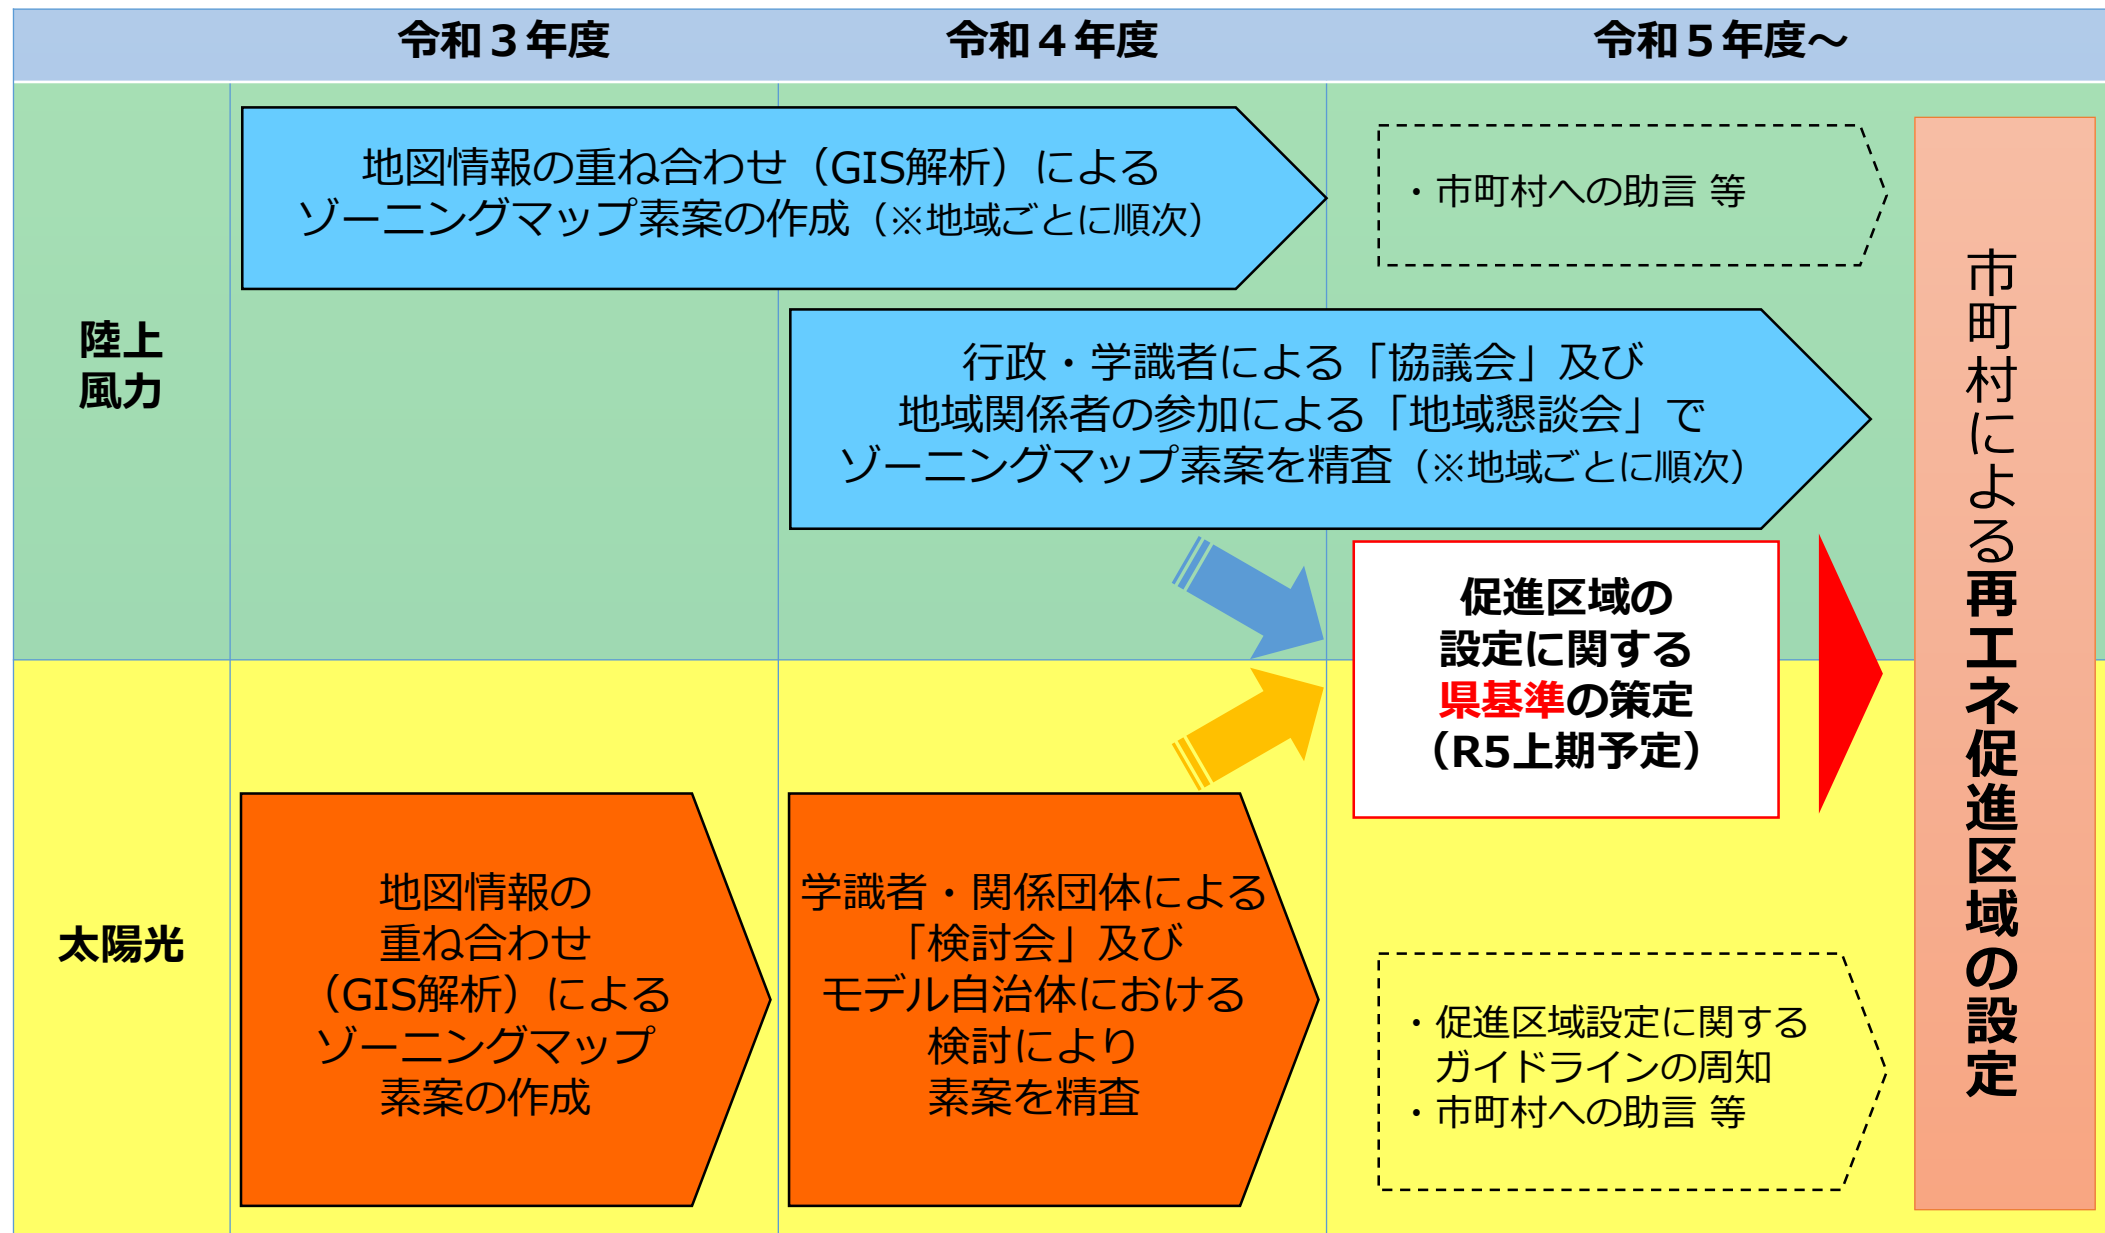 令和３年度
令和４年度
令和５年度～
陸上
風力
地図情報の重ね合わせ（GIS解析）による
ゾーニングマップ素案の作成（※地域ごとに順次）
・市町村への助言 等
行政・学識者による「協議会」及び
地域関係者の参加による「地域懇談会」で
ゾーニングマップ素案を精査（※地域ごとに順次）
促進区域の
設定に関する
県基準の策定
（R5上期予定）
太陽光
地図情報の
重ね合わせ
（GIS解析）による
ゾーニングマップ
素案の作成
学識者・関係団体による
「検討会」及び
モデル自治体における
検討により
素案を精査
・促進区域設定に関する
ガイドラインの周知
・市町村への助言 等
市町村による再エネ促進区域の設定